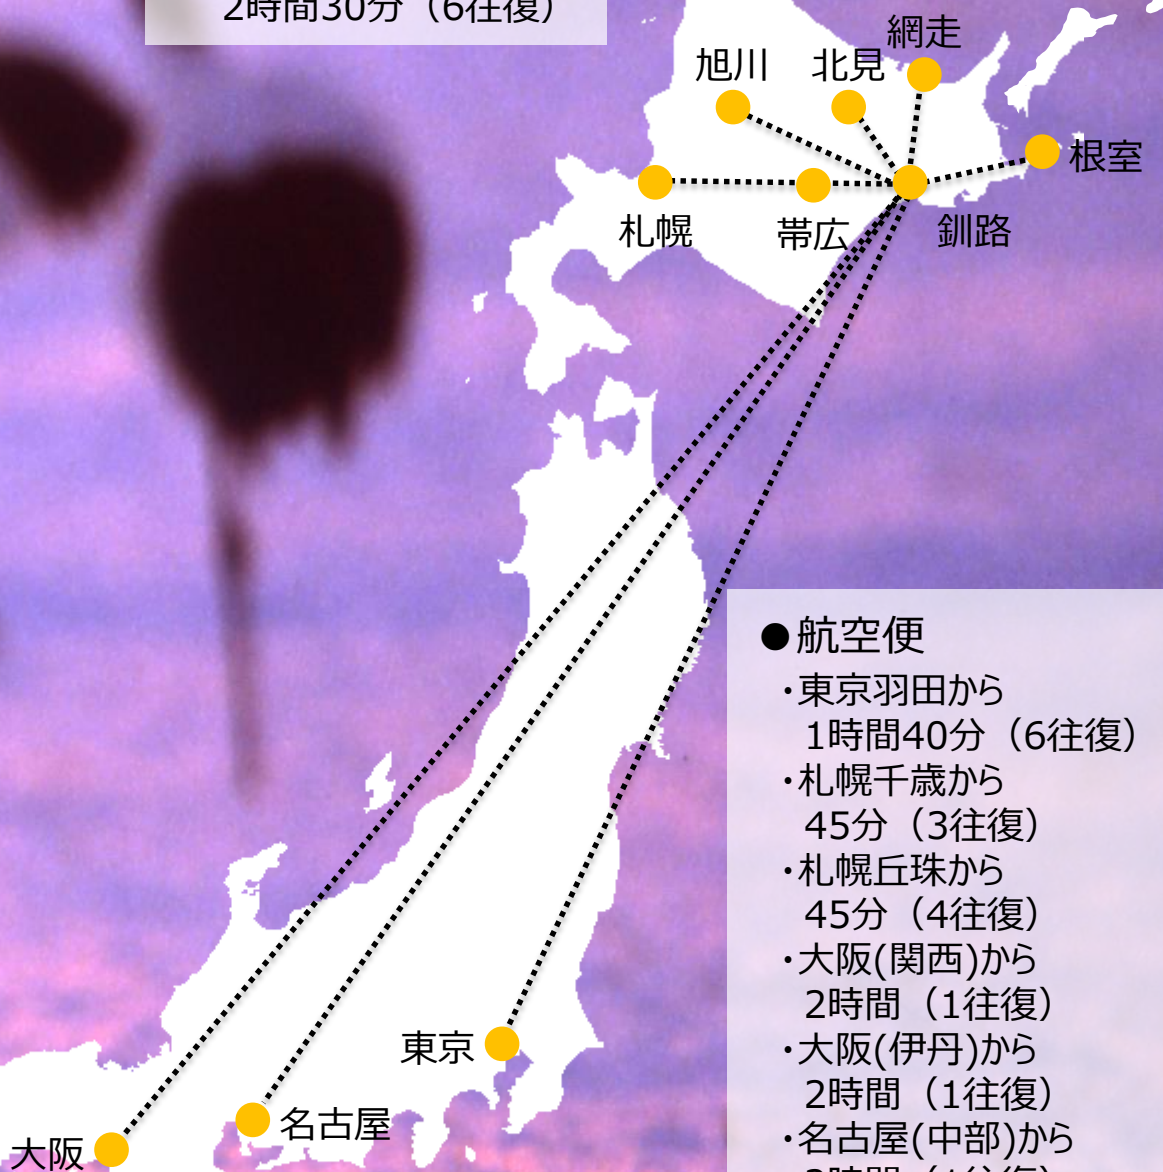 2時間30分（6往復）
網走
旭川
北見
根室
札幌
帯広
釧路
●航空便
・東京羽田から
1時間40分（6往復）
・札幌千歳から
45分（3往復）
・札幌丘珠から
45分（4往復）
・大阪(関西)から
2時間（1往復）
・大阪(伊丹)から
2時間（1往復）
・名古屋(中部)から
東京
名古屋
大阪